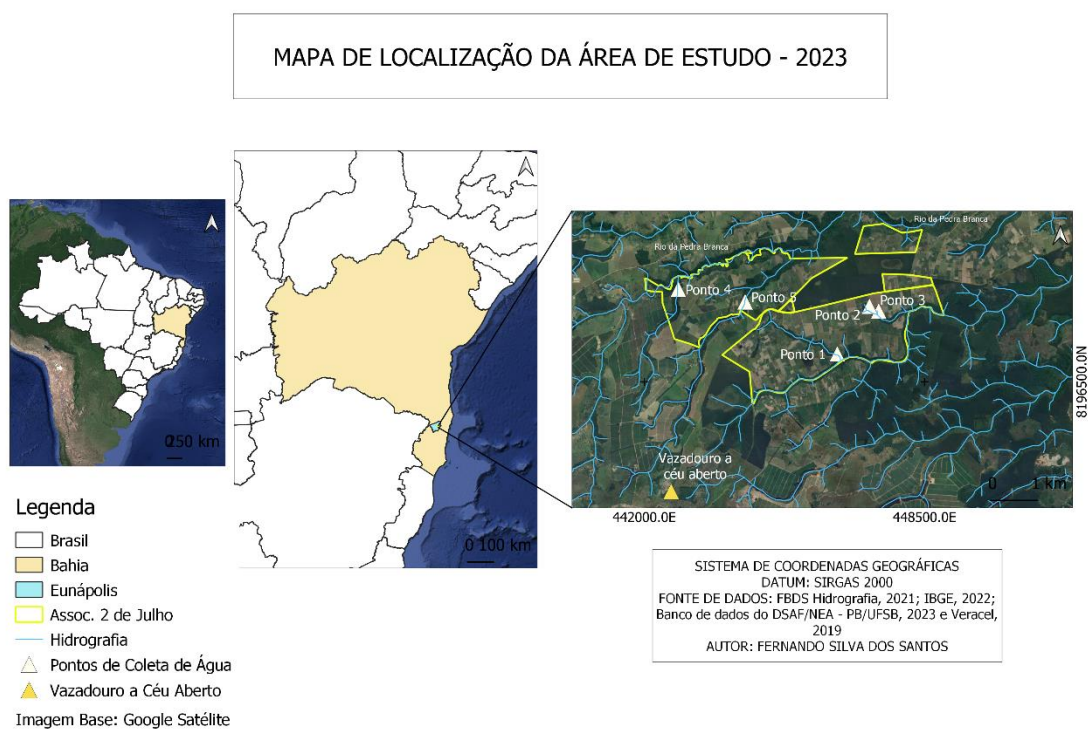 MAPA DE LOCALIZAÇÃO DA ÁREA DE ESTUDO - 2023
0250 km
0 100 km
Rio da Pedra Branca
Rio da Pedra Branca
Ponto 4
Ponto 5
Ponto 3
Ponto 2
Ponto 1
Vazadouro a
céu aberto
0 1 km
8196500.0N
442000.0E
448500.0E
Legenda
Brasil
Bahia
Eunápolis
Assoc. 2 de Julho
Hidrografia
Pontos de Coleta de Água
Vazadouro a Céu Aberto
Imagem Base: Google Satélite
SISTEMA DE COORDENADAS GEOGRÁFICAS
DATUM: SIRGAS 2000
FONTE DE DADOS: FBDS Hidrografia, 2021; IBGE, 2022;
Banco de dados do DSAF/NEA - PB/UFSB, 2023 e Veracel,
2019
AUTOR: FERNANDO SILVA DOS SANTOS